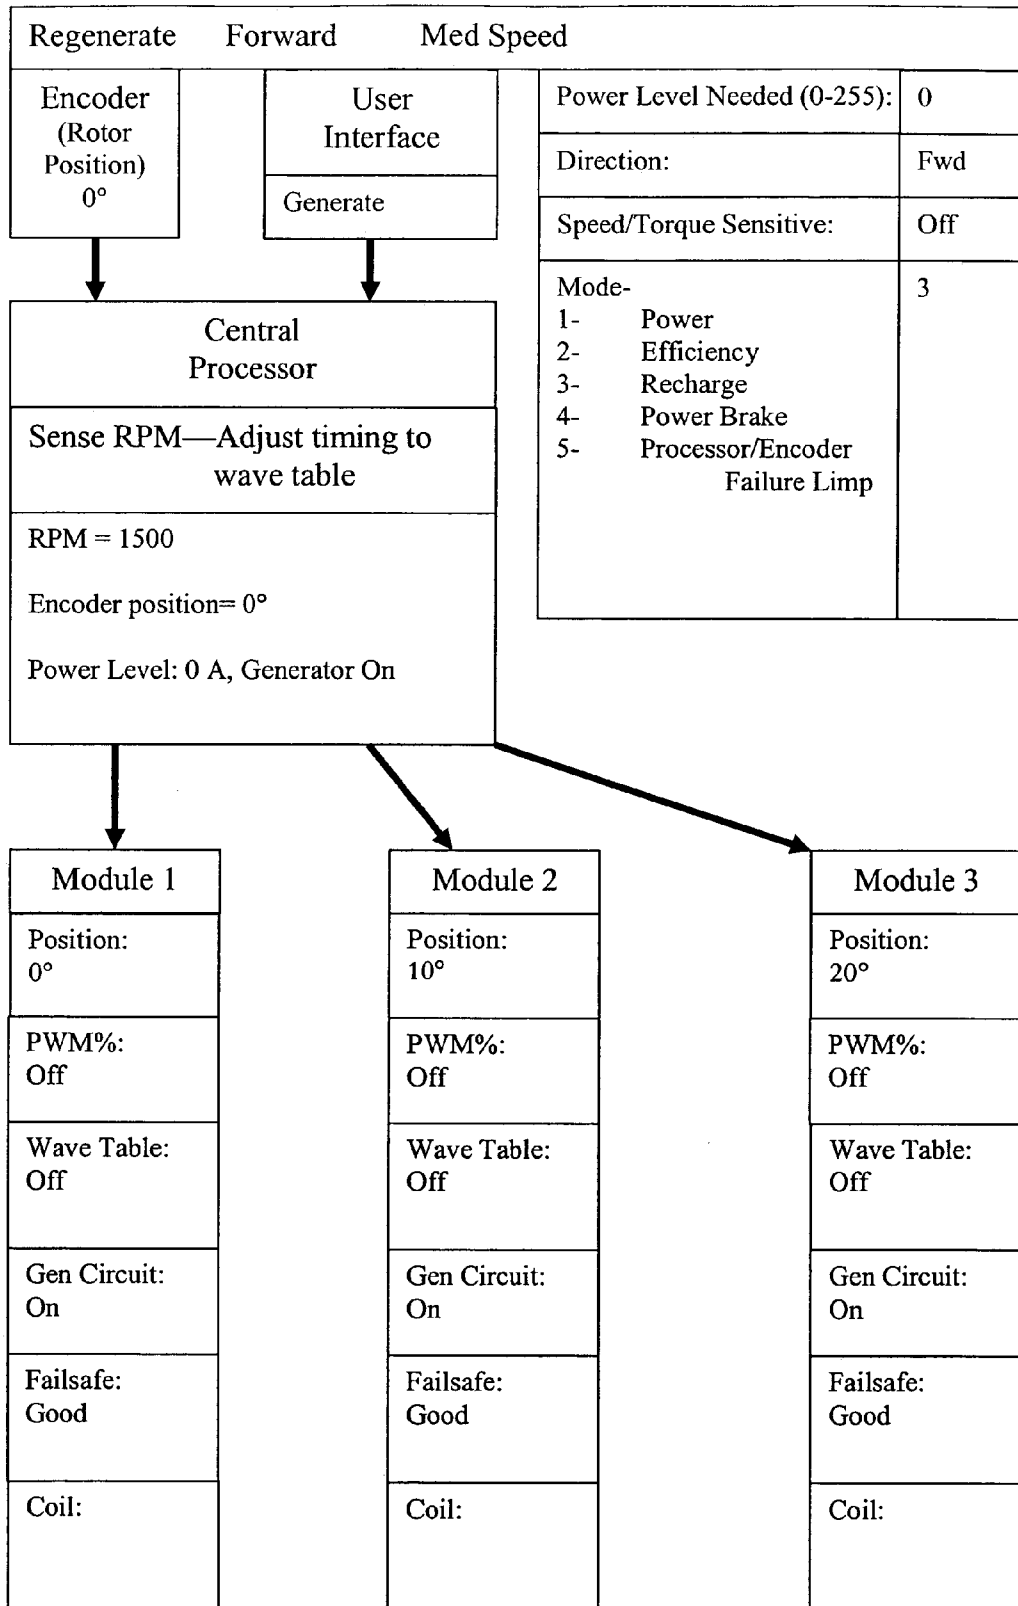 Regenerate Forward Med Speed
Encoder
(Rotor
Position)
0°
User
Interface
Generate
Power Level Needed (0-255): 0
Direction: Fwd
Speed/Torque Sensitive: Off
Mode- 3
1- Power
2- Efficiency
3- Recharge
4- Power Brake
5- Processor/Encoder
Failure Limp
Central
Processor
Sense RPM—Adjust timing to
wave table
RPM = 1500
Encoder position= 0°
Power Level: 0 A, Generator On
Module 1
Position:
0°
PWM%:
Off
Wave Table:
Off
Gen Circuit:
On
Failsafe:
Good
Coil:
Module 2
Position:
10°
PWM%:
Off
Wave Table:
Off
Gen Circuit:
On
Failsafe:
Good
Coil:
Module 3
Position:
20°
PWM%:
Off
Wave Table:
Off
Gen Circuit:
On
Failsafe:
Good
Coil: